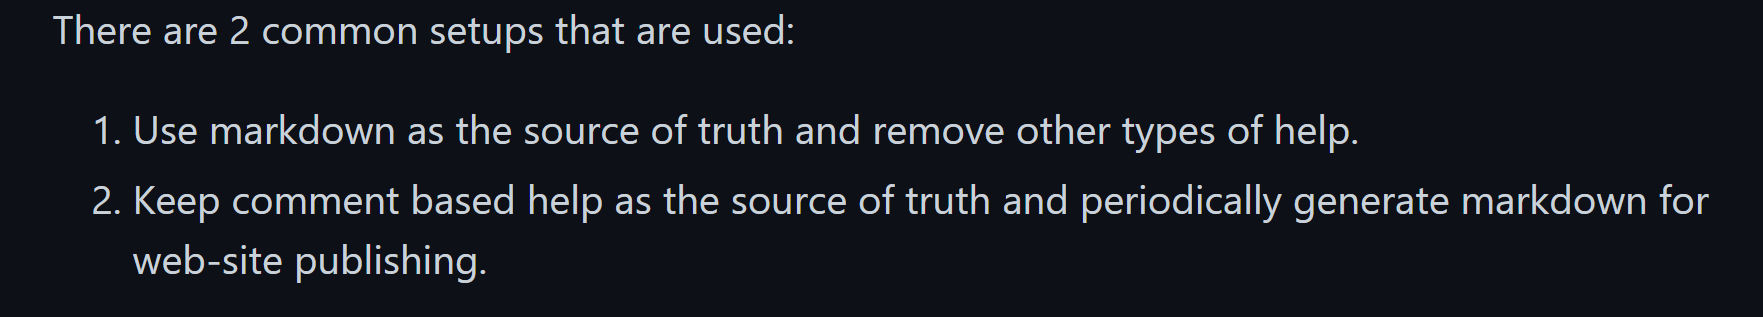 There are 2 common setups that are used:
1. Use markdown as the source of truth and remove other types of help.
2. Keep comment based help as the source of truth and periodically generate markdown for
web-site publishing.